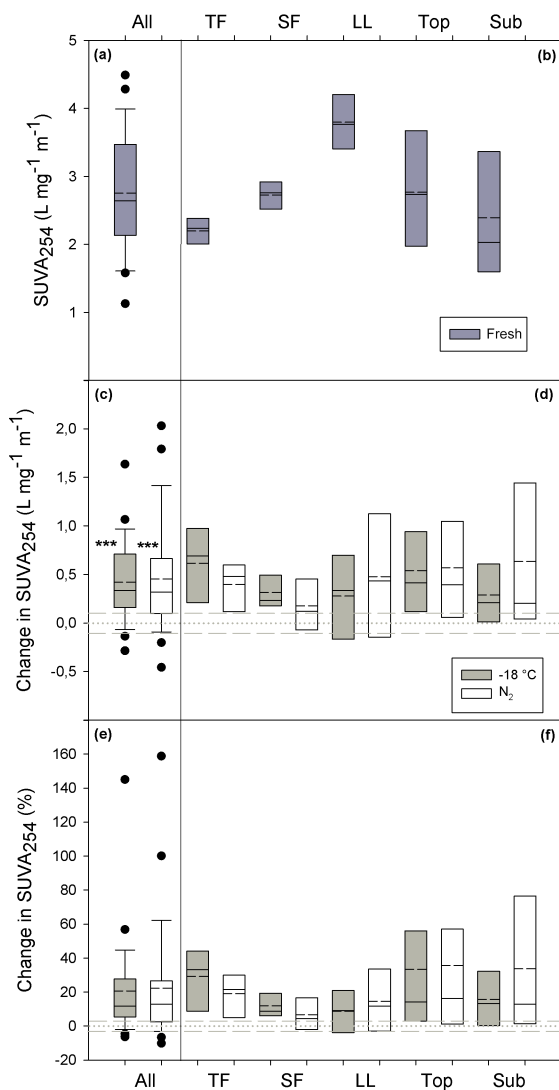 All TF SF LL Top Sub
(a) (b)
5
4
3
2
1
SUVA254 (L mg-1 m-1)
Fresh
(c) (d)
2,0
1,5
1,0
0,5
0,0
-0,5
Change in SUVA254 (L mg-1 m-1)
*** ***
-18 °C
N2
(e) (f)
160
140
120
100
80
60
40
20
0
-20
Change in SUVA254 (%)
All TF SF LL Top Sub